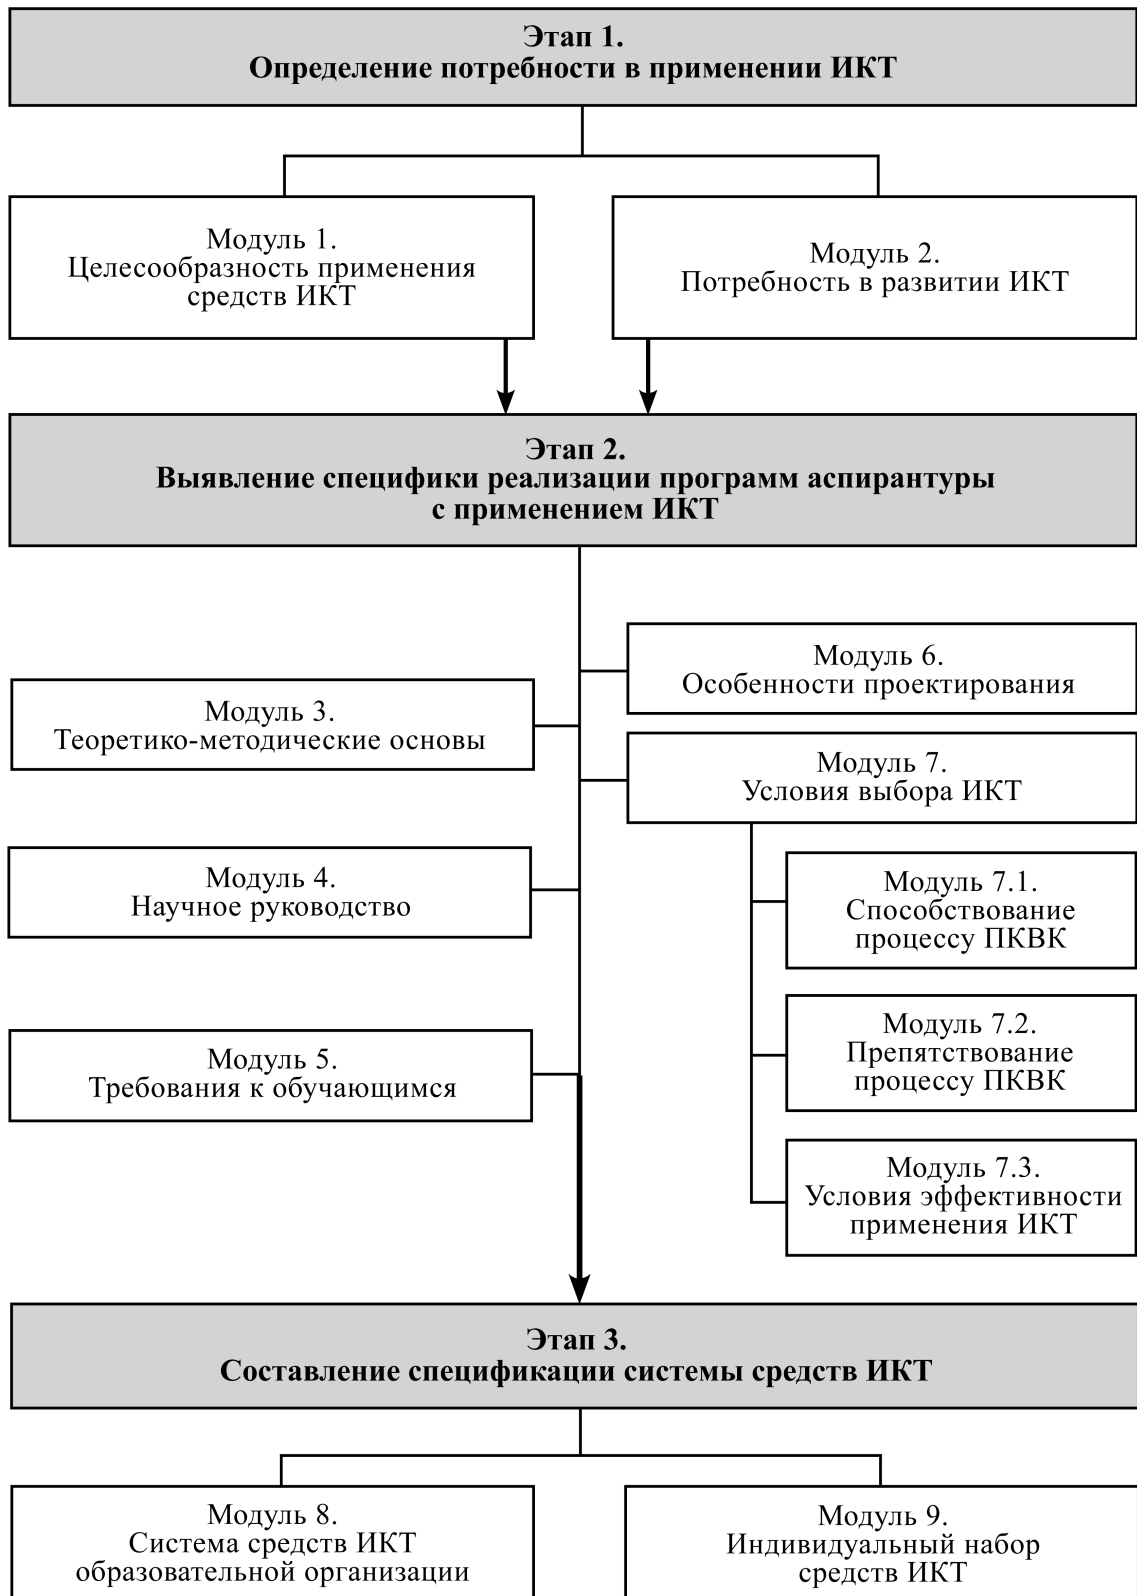 Этап 1.
Определение потребности в применении ИКТ
Модуль 1.
Целесообразность применения
средств ИКТ
Модуль 2.
Потребность в развитии ИКТ
Этап 2.
Выявление специфики реализации программ аспирантуры
с применением ИКТ
Модуль 3.
Теоретико-методические основы
Модуль 4.
Научное руководство
Модуль 5.
Требования к обучающимся
Модуль 6.
Особенности проектирования
Модуль 7.
Условия выбора ИКТ
Модуль 7.1.
Способствование
процессу ПКВК
Модуль 7.2.
Препятствование
процессу ПКВК
Модуль 7.3.
Условия эффективности
применения ИКТ
Этап 3.
Составление спецификации системы средств ИКТ
Модуль 8.
Система средств ИКТ
образовательной организации
Модуль 9.
Индивидуальный набор
средств ИКТ